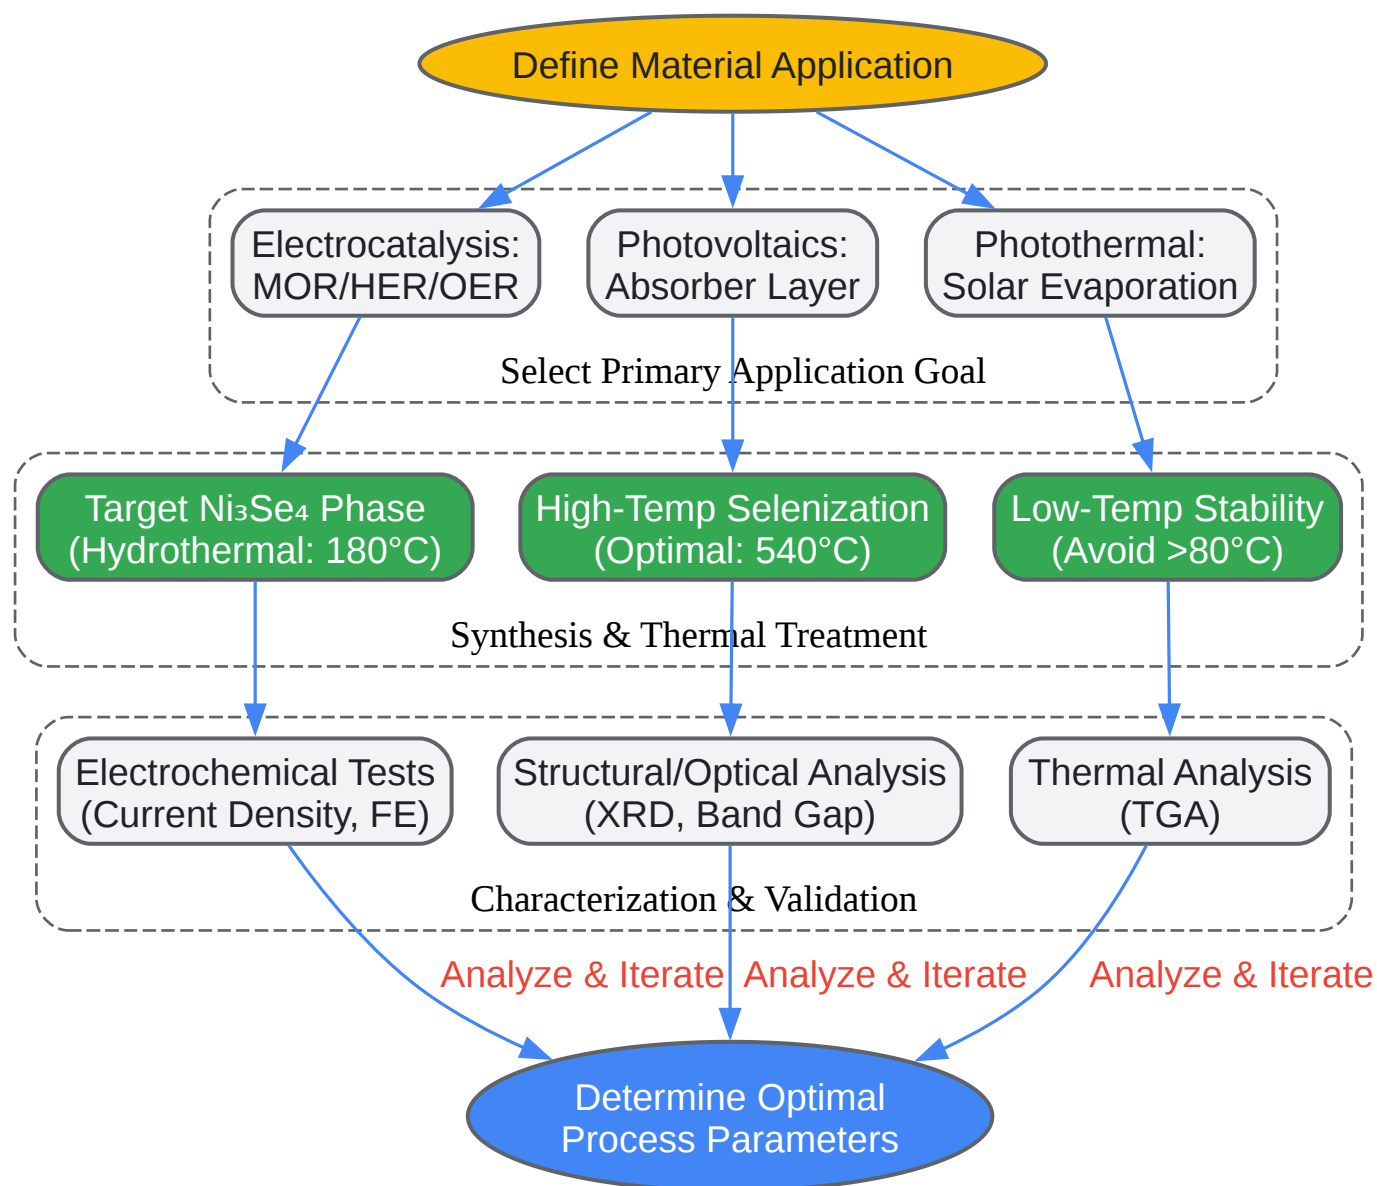 Define Material Application
Electrocatalysis:
MOR/HER/OER
Photovoltaics:
Absorber Layer
Photothermal:
Solar Evaporation
Select Primary Application Goal
Target Ni₃Se₄ Phase
(Hydrothermal: 180°C)
High-Temp Selenization
(Optimal: 540°C)
Low-Temp Stability
(Avoid >80°C)
Synthesis & Thermal Treatment
Electrochemical Tests
(Current Density, FE)
Structural/Optical Analysis
(XRD, Band Gap)
Thermal Analysis
(TGA)
Characterization & Validation
Analyze & Iterate
Analyze & Iterate
Analyze & Iterate
Determine Optimal
Process Parameters